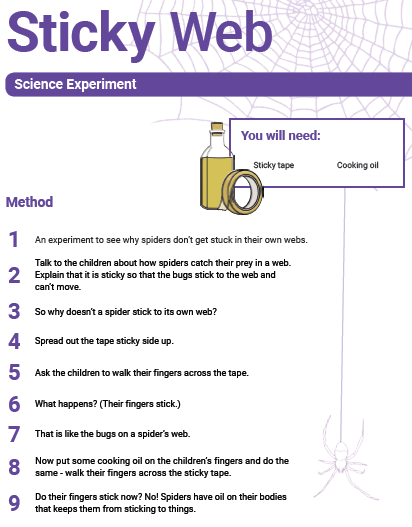 Sticky Web
Science Experiment
You will need:
Sticky tape
Cooking oil
Method
1 An experiment to see why spiders don't get stuck in their own webs.
2 Talk to the children about how spiders catch their prey in a web.
Explain that it is sticky so that the bugs stick to the web and
can't move.
3 So why doesn't a spider stick to its own web?
4 Spread out the tape sticky side up.
5 Ask the children to walk their fingers across the tape.
6 What happens? (Their fingers stick.)
7 That is like the bugs on a spider's web.
8 Now put some cooking oil on the children's fingers and do the
same - walk their fingers across the sticky tape.
9 Do their fingers stick now? No! Spiders have oil on their bodies
that keeps them from sticking to things.